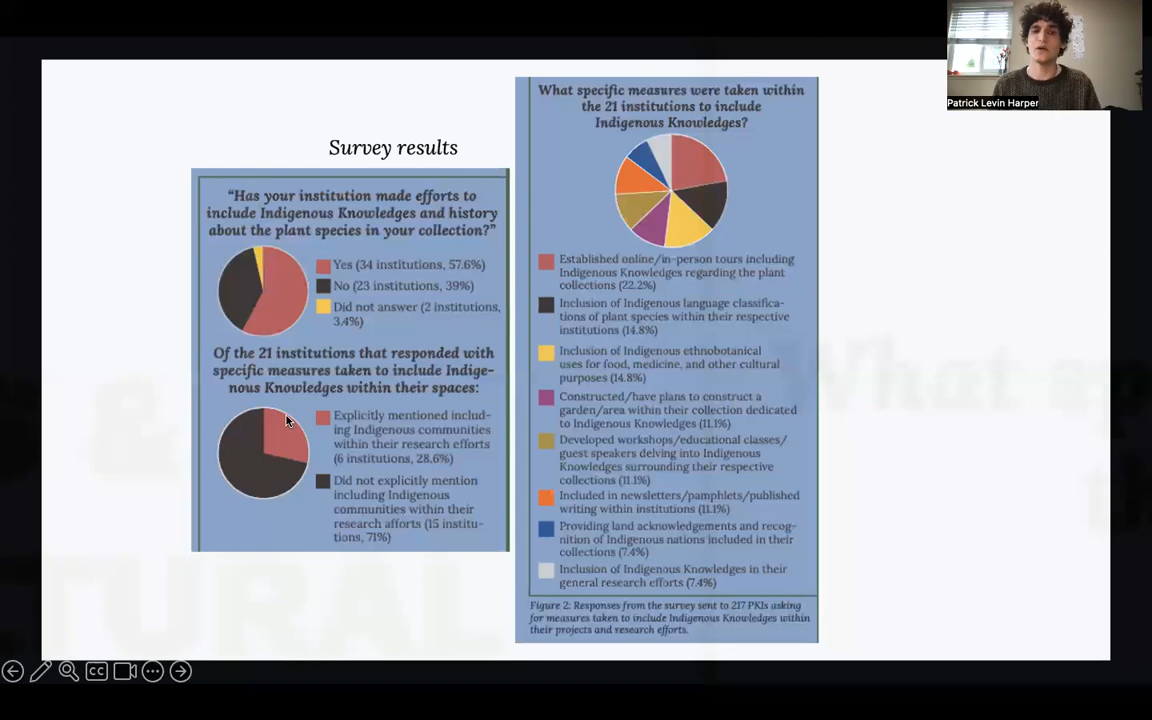 Patrick Levin Harper
Survey results
"Has your institution made efforts to
include Indigenous Knowledges and history
about the plant species in your collection?"
Yes (34 institutions, 57.6%)
No (23 institutions, 39%)
Did not answer (2 institutions,
3.4%)
Of the 21 institutions that responded with
specific measures taken to include Indige-
nous Knowledges within their spaces:
Explicitly mentioned includ-
ing Indigenous communities
within their research efforts
(6 institutions, 28.6%)
Did not explicitly mention
including Indigenous
communities within their
research afforts (15 institu-
tions, 71%)
What specific measures were taken within
the 21 institutions to include
Indigenous Knowledges?
Established online/in-person tours including
Indigenous Knowledges regarding the plant
collections (22.2%)
Inclusion of Indigenous language classifica-
tions of plant species within their respective
institutions (14.8%)
Inclusion of Indigenous ethnobotanical
uses for food, medicine, and other cultural
purposes (14.8%)
Constructed/have plans to construct a
garden/area within their collection dedicated
to Indigenous Knowledges (11.1%)
Developed workshops/educational classes/
guest speakers delving into Indigenous
Knowledges surrounding their respective
collections (11.1%)
Included in newsletters/pamphlets/published
writing within institutions (11.1%)
Providing land acknowledgements and recog-
nition of Indigenous nations included in their
collections (7.4%)
Inclusion of Indigenous Knowledges in their
general research efforts (7.4%)
Figure 2: Responses from the survey sent to 217 PKIs asking
for measures taken to include Indigenous Knowledges within
their projects and research efforts.
&
What
TURAL
CC